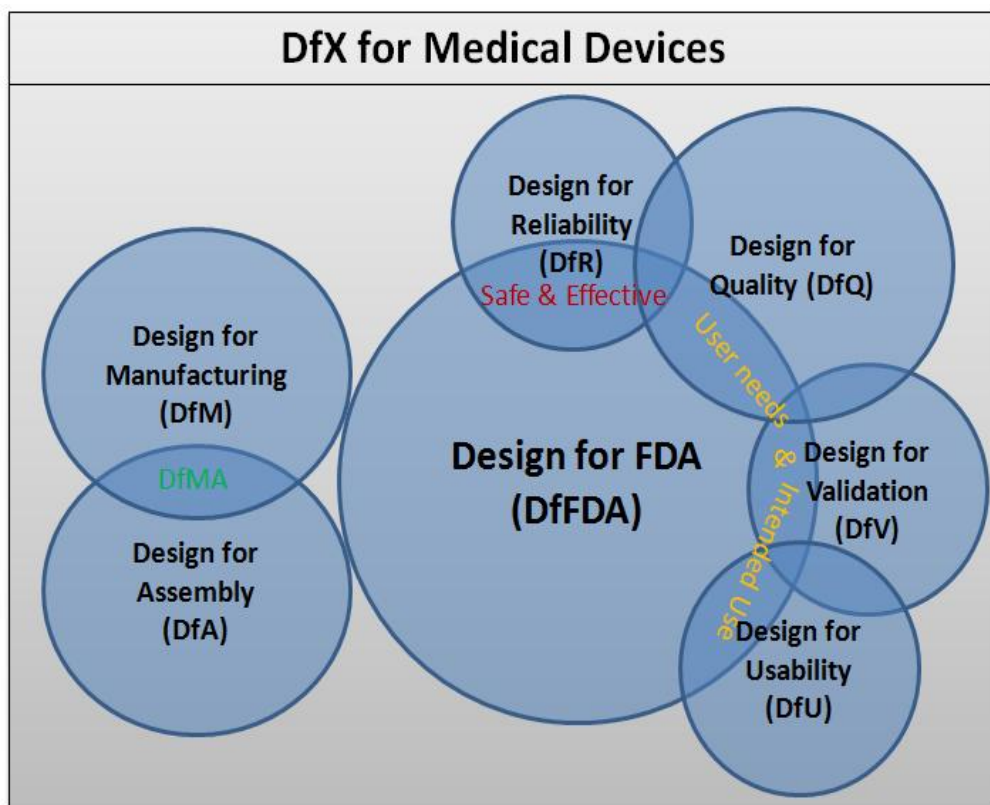 DfX for Medical Devices
Design for
Reliability
(DfR)
Safe & Effective
Design for
Quality (DfQ)
User needs & Intended Use
Design for
Manufacturing
(DfM)
DfMA
Design for
Assembly
(DfA)
Design for FDA
(DfFDA)
Design for
Validation
(DfV)
Design for
Usability
(DfU)